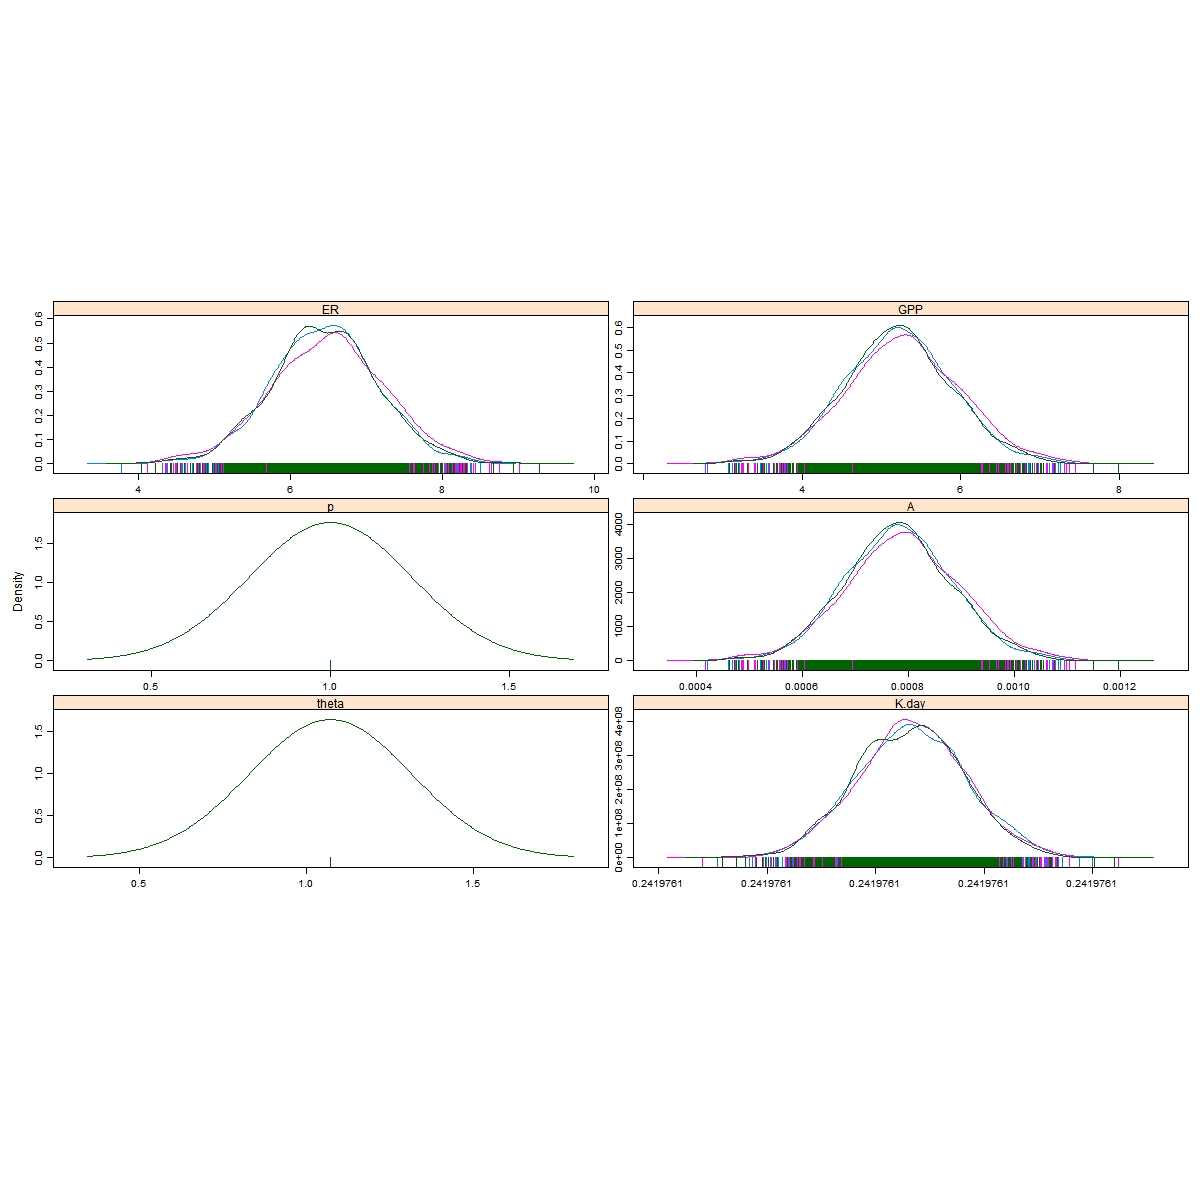 ER
0.0 0.1 0.2 0.3 0.4 0.5 0.6
4 6 8 10
GPP
0.0 0.1 0.2 0.3 0.4 0.5 0.6
4 6 8
Density
p
0.0 0.5 1.0 1.5
0.5 1.0 1.5
A
0 1000 2000 3000 4000
0.0004 0.0006 0.0008 0.0010 0.0012
theta
0.0 0.5 1.0 1.5
0.5 1.0 1.5
K.day
0e+00 1e+08 2e+08 3e+08 4e+08
0.2419761 0.2419761 0.2419761 0.2419761 0.2419761